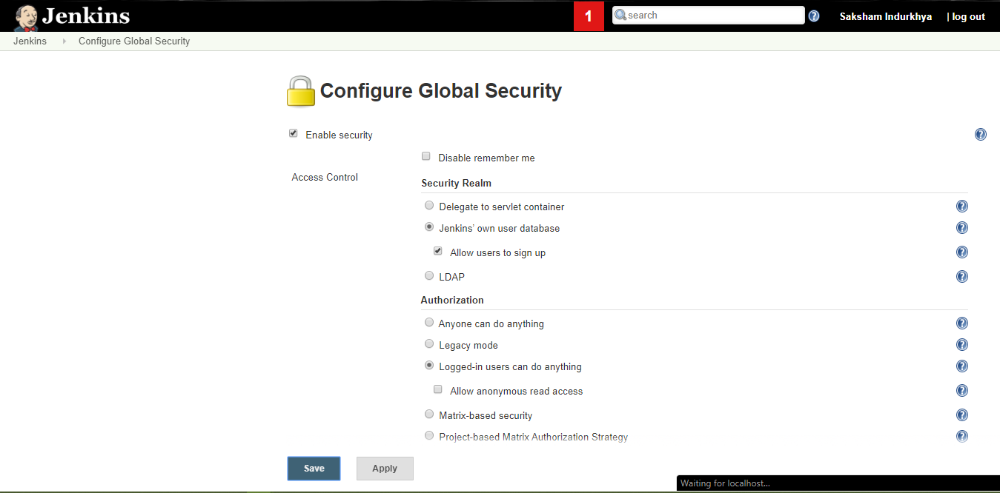 Jenkins 1 search Saksham Indurkhya | log out
Jenkins Configure Global Security
Configure Global Security
Enable security
Disable remember me
Access Control
Security Realm
Delegate to servlet container
Jenkins’ own user database
Allow users to sign up
LDAP
Authorization
Anyone can do anything
Legacy mode
Logged-in users can do anything
Allow anonymous read access
Matrix-based security
Project-based Matrix Authorization Strategy
Save Apply
Waiting for localhost...